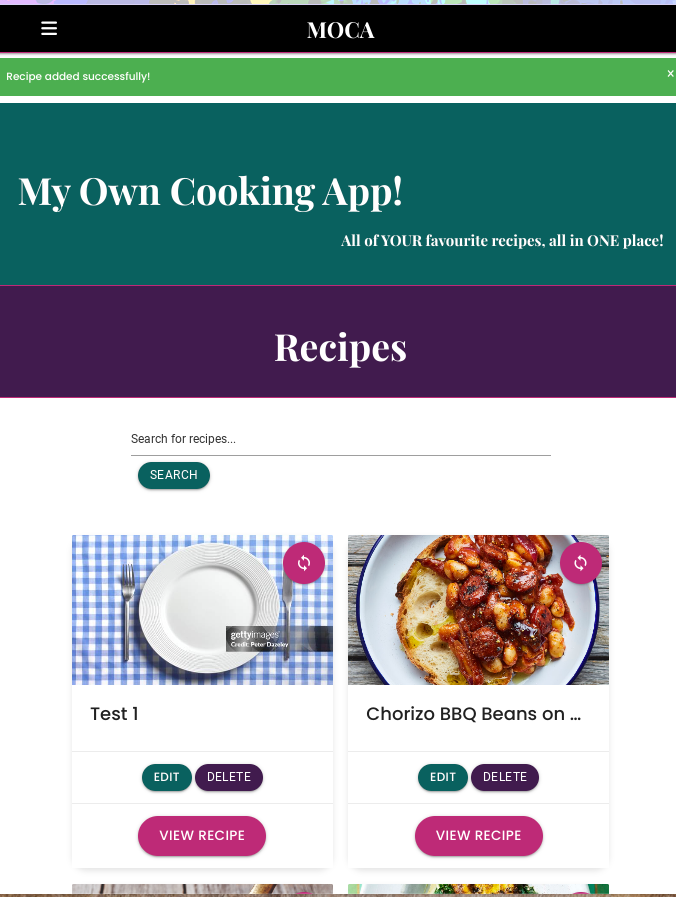 MOCA
Recipe added successfully!
×
My Own Cooking App!
All of YOUR favourite recipes, all in ONE place!
Recipes
Search for recipes...
SEARCH
gettyimages
Credit: Peter Dazeley
Test 1
Chorizo BBQ Beans on ...
EDIT DELETE
EDIT DELETE
VIEW RECIPE
VIEW RECIPE